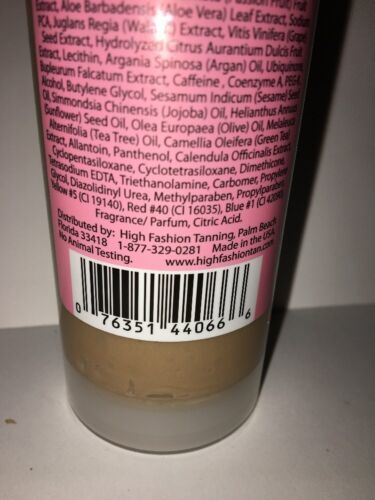 (Passion Fruit) Fruit
Extract, Aloe Barbadensis (Aloe Vera) Leaf Extract, Sodium
PCA, Juglans Regia (Walnut) Extract, Vitis Vinifera (Grape)
Seed Extract, Hydrolyzed Citrus Aurantium Dulcis Fruit
Extract, Lecithin, Argania Spinosa (Argan) Oil, Ubiquinone,
Bupleurum Falcatum Extract, Caffeine, Coenzyme A, PEG-8,
Alcohol, Butylene Glycol, Sesamum Indicum (Sesame) Seed
Oil, Simmondsia Chinensis (Jojoba) Oil, Helianthus Annuus
(Sunflower) Seed Oil, Olea Europaea (Olive) Oil, Melaleuca
Alternifolia (Tea Tree) Oil, Camellia Oleifera (Green Tea)
Extract, Allantoin, Panthenol, Calendula Officinalis Extract,
Cyclopentasiloxane, Cyclotetrasiloxane, Dimethicone,
Tetrasodium EDTA, Triethanolamine, Carbomer, Propylene
Glycol, Diazolidinyl Urea, Methylparaben, Propylparaben,
Yellow #5 (CI 19140), Red #40 (CI 16035), Blue #1 (CI 42090),
Fragrance/ Parfum, Citric Acid.
Distributed by: High Fashion Tanning, Palm Beach
Florida 33418 1-877-329-0281 Made in the USA.
No Animal Testing. www.highfashiontan.com
0 76351 44066 6